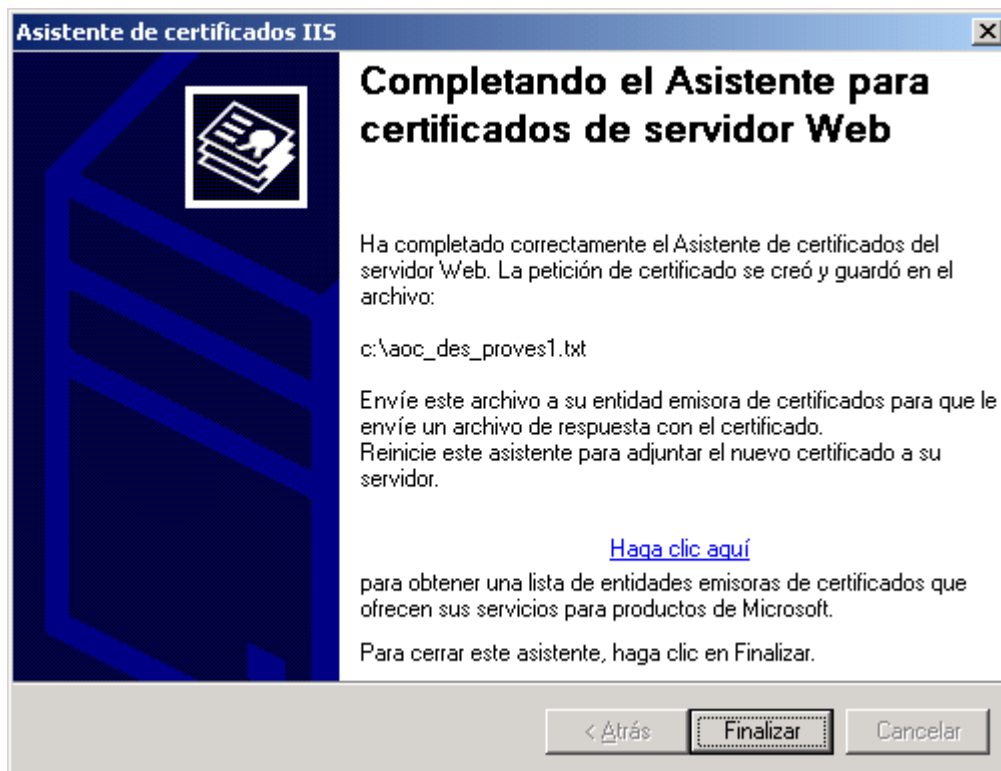 Asistente de certificados IIS
Completando el Asistente para
certificados de servidor Web
Ha completado correctamente el Asistente de certificados del
servidor Web. La petición de certificado se creó y guardó en el
archivo:
c:\aoc_des_proves1.txt
Envíe este archivo a su entidad emisora de certificados para que le
envíe un archivo de respuesta con el certificado.
Reinicie este asistente para adjuntar el nuevo certificado a su
servidor.
Haga clic aquí
para obtener una lista de entidades emisoras de certificados que
ofrecen sus servicios para productos de Microsoft.
Para cerrar este asistente, haga clic en Finalizar.
< Atrás Finalizar Cancelar